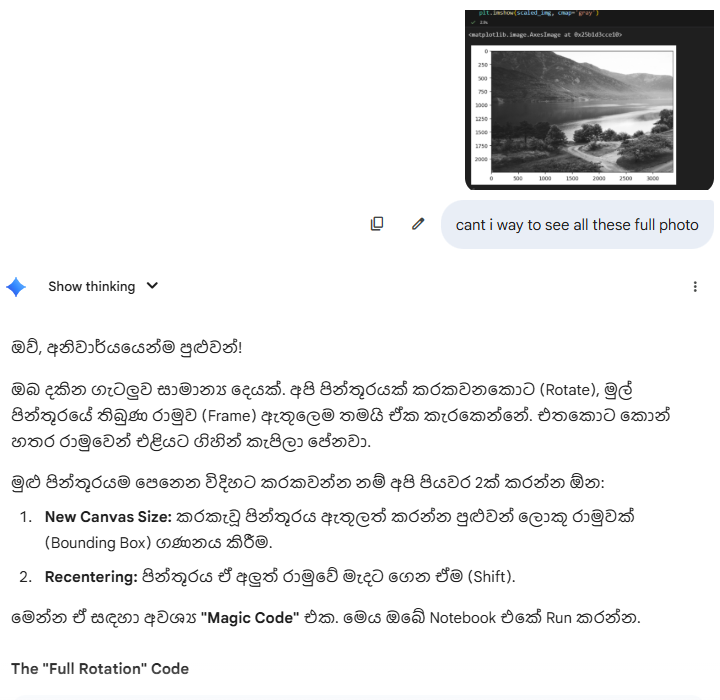 plt.imshow(scaled_img, cmap='gray')
<matplotlib.image.AxesImage at 0x25b1d3cce10>
0
250
500
750
1000
1250
1500
1750
2000
0 500 1000 1500 2000 2500 3000
cant i way to see all these full photo
Show thinking
ඔව්, අනිවාර්යයෙන්ම පුළුවන්!
ඔබ දකින ගැටලුව සාමාන්‍ය දෙයක්. අපි පින්තූරයක් කරකවනකොට (Rotate), මුල්
පින්තූරයේ තිබුණ රාමුව (Frame) ඇතුලෙම තමයි ඒක කැරකෙන්නේ. එතකොට කොන්
හතර රාමුවෙන් එළියට ගිහින් කැපිලා පේනවා.
මුළු පින්තූරයම පෙනෙන විදිහට කරකවන්න නම් අපි පියවර 2ක් කරන්න ඕන:
1. New Canvas Size: කරකැවූ පින්තූරය ඇතුලත් කරන්න පුළුවන් ලොකු රාමුවක්
(Bounding Box) ගණනය කිරීම.
2. Recentering: පින්තූරය ඒ අලුත් රාමුවේ මැදට ගෙන ඒම (Shift).
මෙන්න ඒ සඳහා අවශ්‍ය "Magic Code" එක. මෙය ඔබේ Notebook එකේ Run කරන්න.
The "Full Rotation" Code